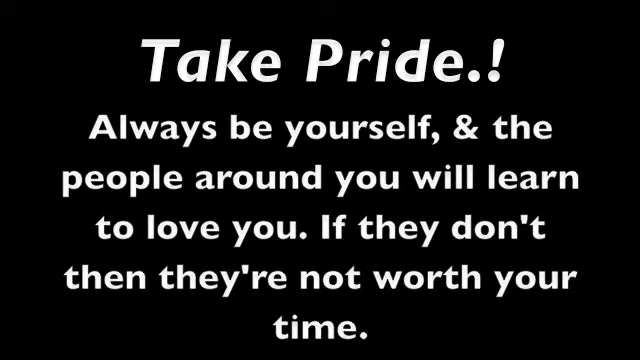 Take Pride.!
Always be yourself, & the
people around you will learn
to love you. If they don't
then they're not worth your
time.